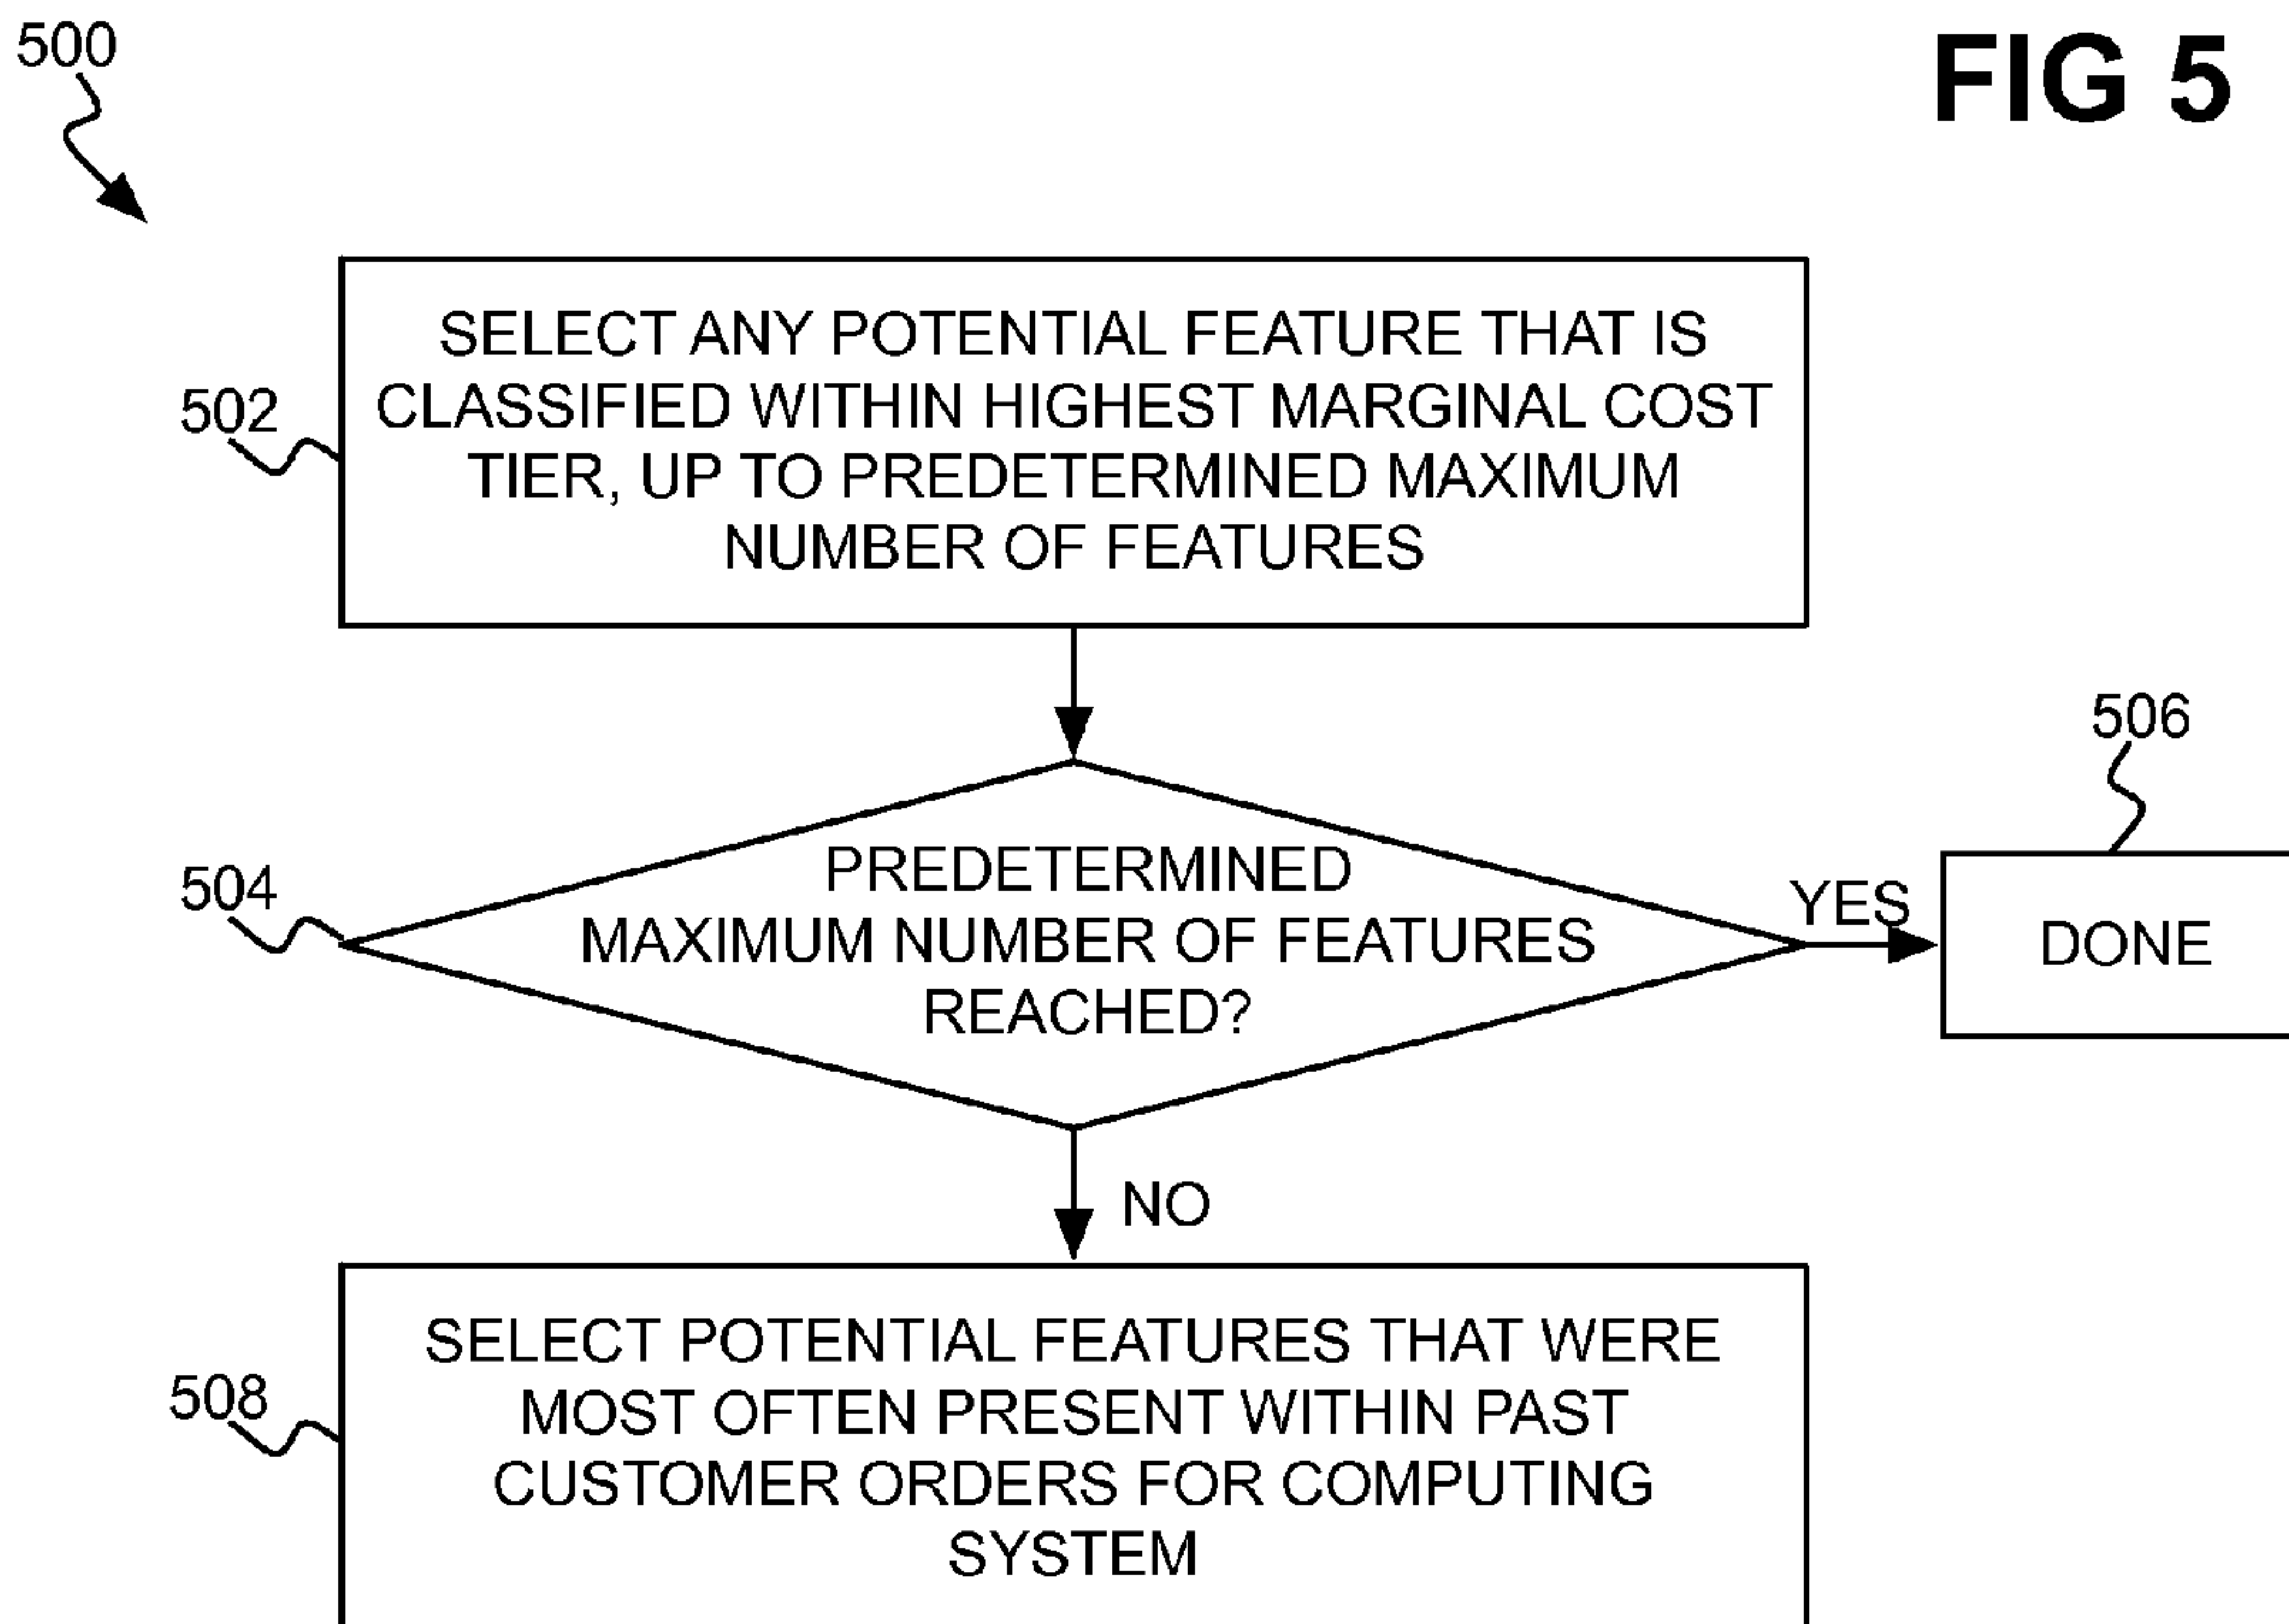 500
FIG 5
SELECT ANY POTENTIAL FEATURE THAT IS
CLASSIFIED WITHIN HIGHEST MARGINAL COST
TIER, UP TO PREDETERMINED MAXIMUM
NUMBER OF FEATURES
502
506
PREDETERMINED
MAXIMUM NUMBER OF FEATURES
REACHED?
504
YES
DONE
NO
SELECT POTENTIAL FEATURES THAT WERE
MOST OFTEN PRESENT WITHIN PAST
CUSTOMER ORDERS FOR COMPUTING
SYSTEM
508